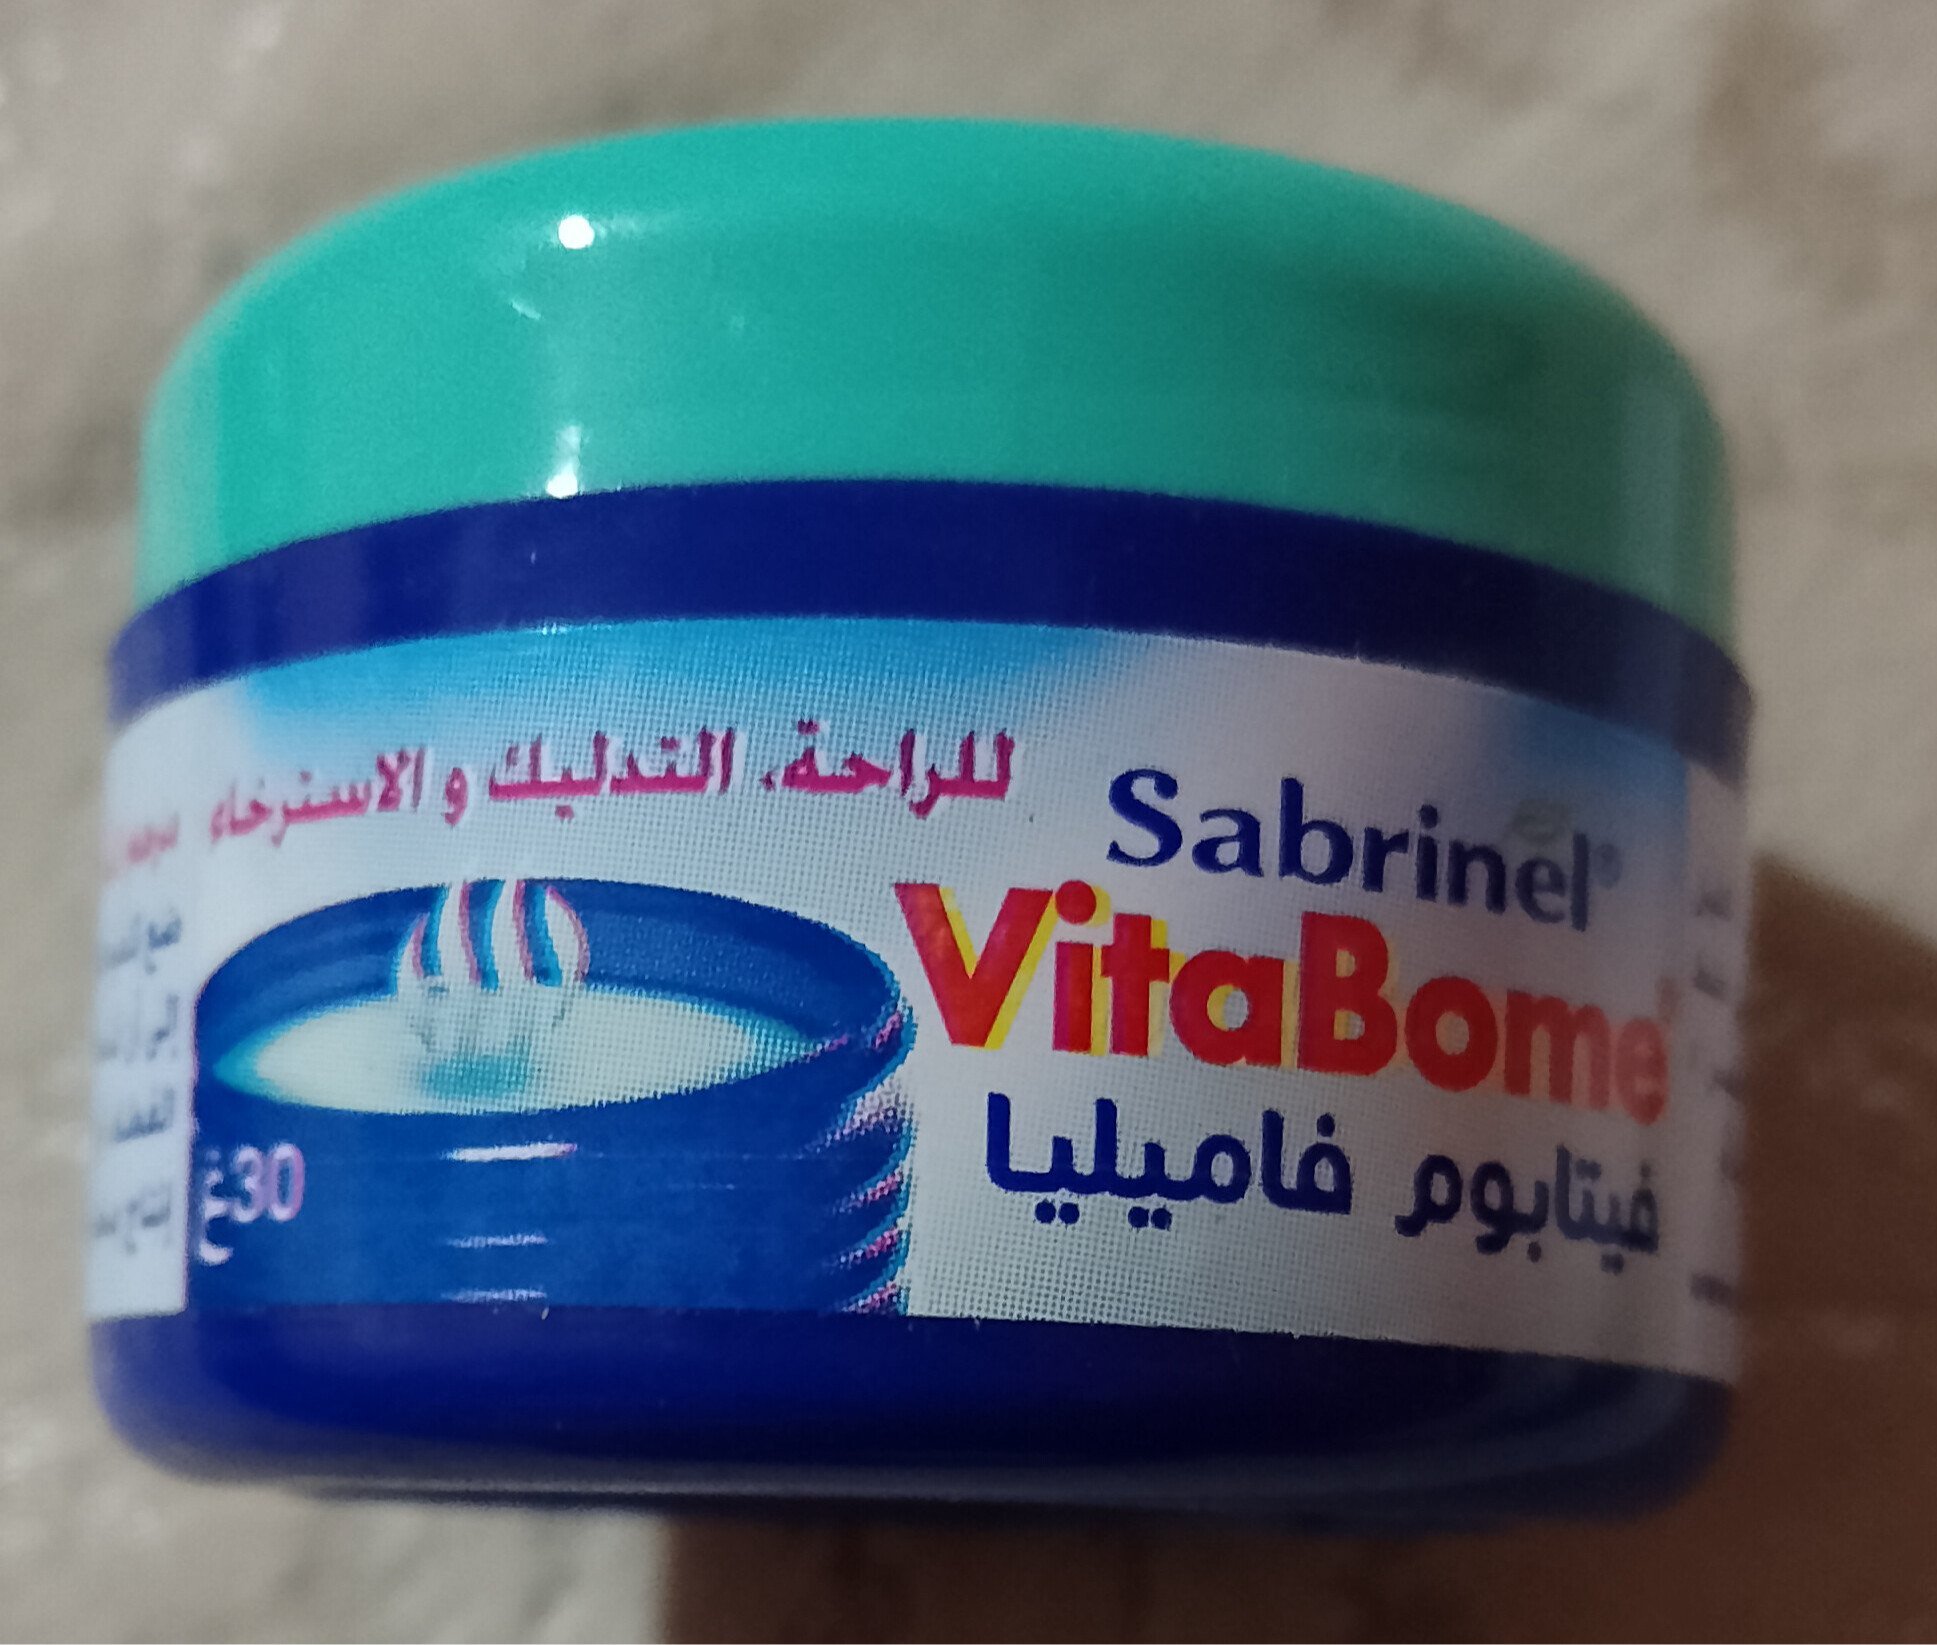 للراحة، التدليك و الاسترخاء
Sabrinel®
VitaBome
فيتابوم فاميليا
30غ